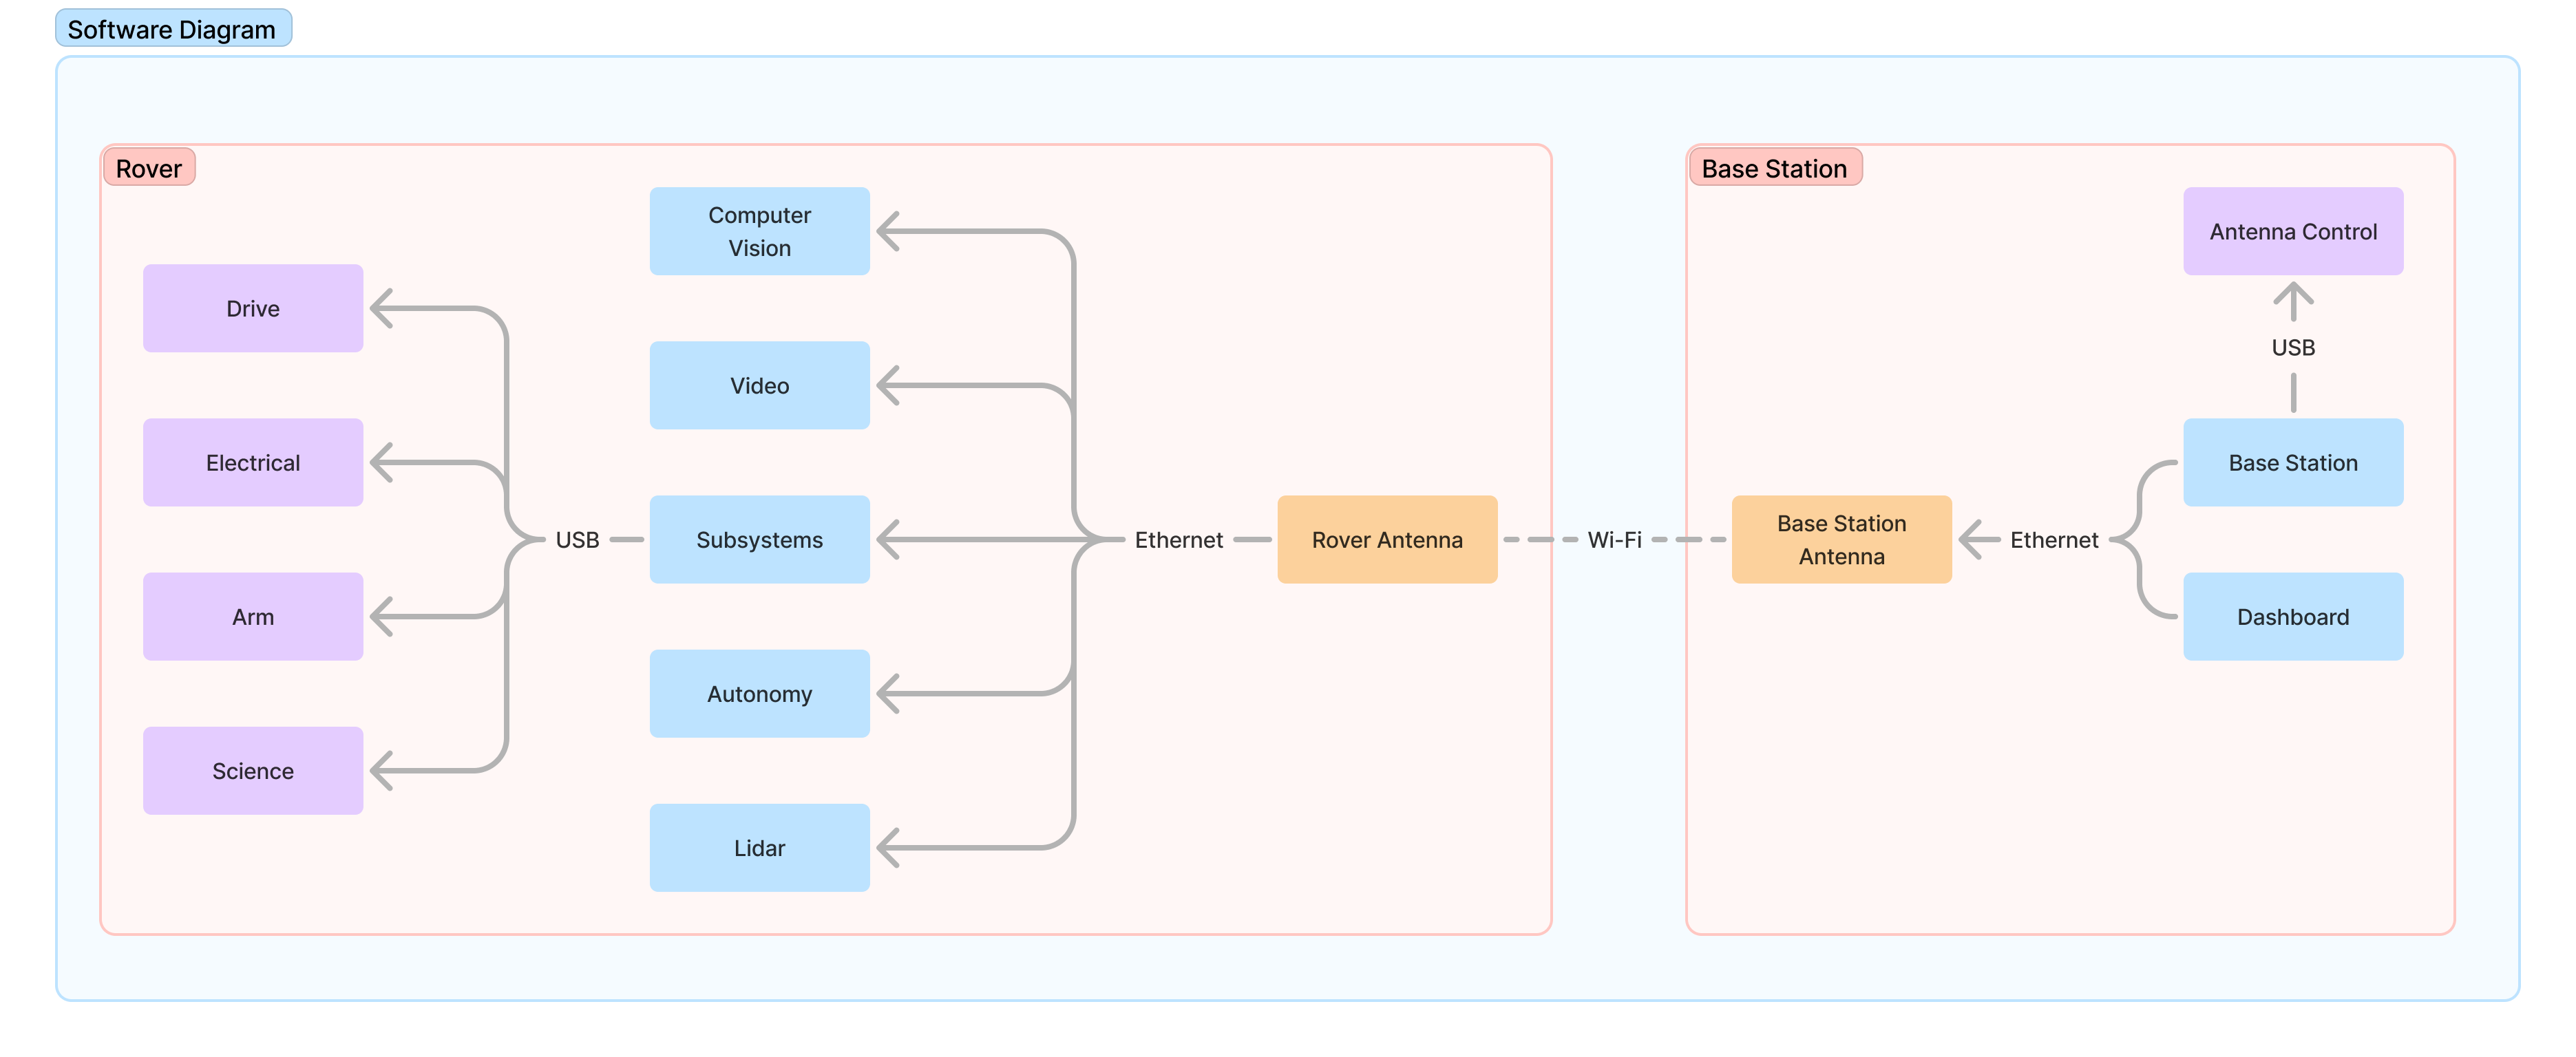 Software Diagram
Rover
Base Station
Computer
Vision
Antenna Control
Drive
USB
Video
Electrical
Base Station
USB
Subsystems
Ethernet
Rover Antenna
Wi-Fi
Base Station
Antenna
Ethernet
Arm
Dashboard
Autonomy
Science
Lidar